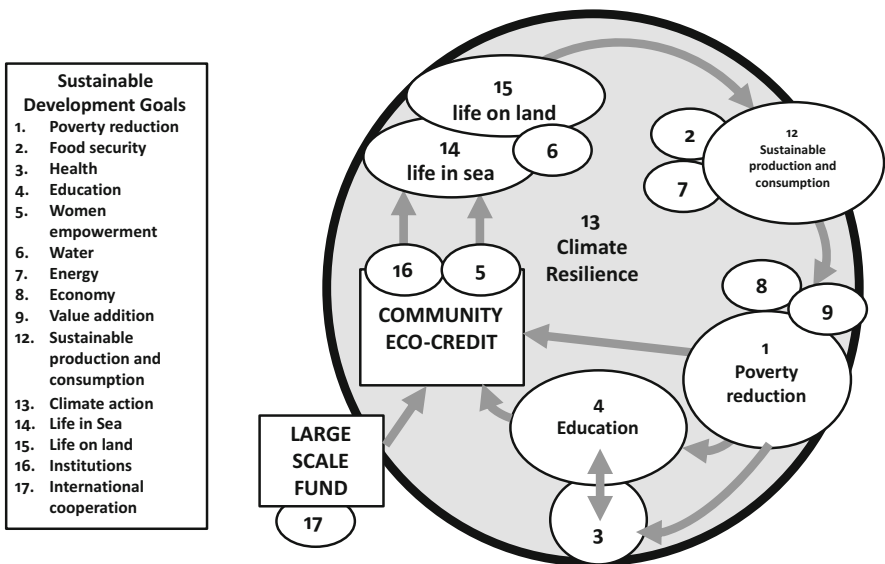 Sustainable
Development Goals
1. Poverty reduction
2. Food security
3. Health
4. Education
5. Women
empowerment
6. Water
7. Energy
8. Economy
9. Value addition
12. Sustainable
production and
consumption
13. Climate action
14. Life in Sea
15. Life on land
16. Institutions
17. International
cooperation
15
life on land
14
life in sea
6
2
7
12
Sustainable
production and
consumption
13
Climate
Resilience
16
5
COMMUNITY
ECO-CREDIT
8
9
1
Poverty
reduction
4
Education
3
LARGE
SCALE
FUND
17